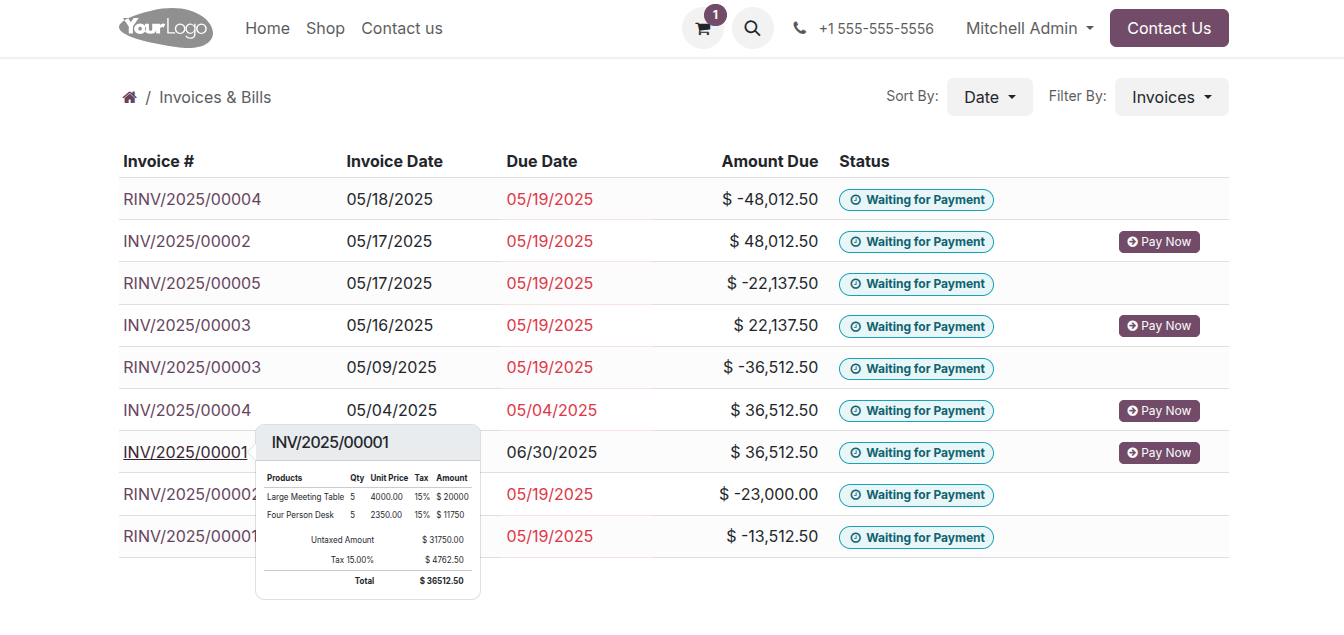 YourLogo Home Shop Contact us 1 +1 555-555-5556 Mitchell Admin Contact Us
/ Invoices & Bills Sort By: Date Filter By: Invoices
Invoice # Invoice Date Due Date Amount Due Status
RINV/2025/00004 05/18/2025 05/19/2025 $ -48,012.50 Waiting for Payment
INV/2025/00002 05/17/2025 05/19/2025 $ 48,012.50 Waiting for Payment Pay Now
RINV/2025/00005 05/17/2025 05/19/2025 $ -22,137.50 Waiting for Payment
INV/2025/00003 05/16/2025 05/19/2025 $ 22,137.50 Waiting for Payment Pay Now
RINV/2025/00003 05/09/2025 05/19/2025 $ -36,512.50 Waiting for Payment
INV/2025/00004 05/04/2025 05/04/2025 $ 36,512.50 Waiting for Payment Pay Now
INV/2025/00001 06/30/2025 $ 36,512.50 Waiting for Payment Pay Now
RINV/2025/00002 05/19/2025 $ -23,000.00 Waiting for Payment
RINV/2025/00001 05/19/2025 $ -13,512.50 Waiting for Payment
INV/2025/00001
Products Qty Unit Price Tax Amount
Large Meeting Table 5 4000.00 15% $ 20000
Four Person Desk 5 2350.00 15% $ 11750
Untaxed Amount $ 31750.00
Tax 15.00% $ 4762.50
Total $ 36512.50